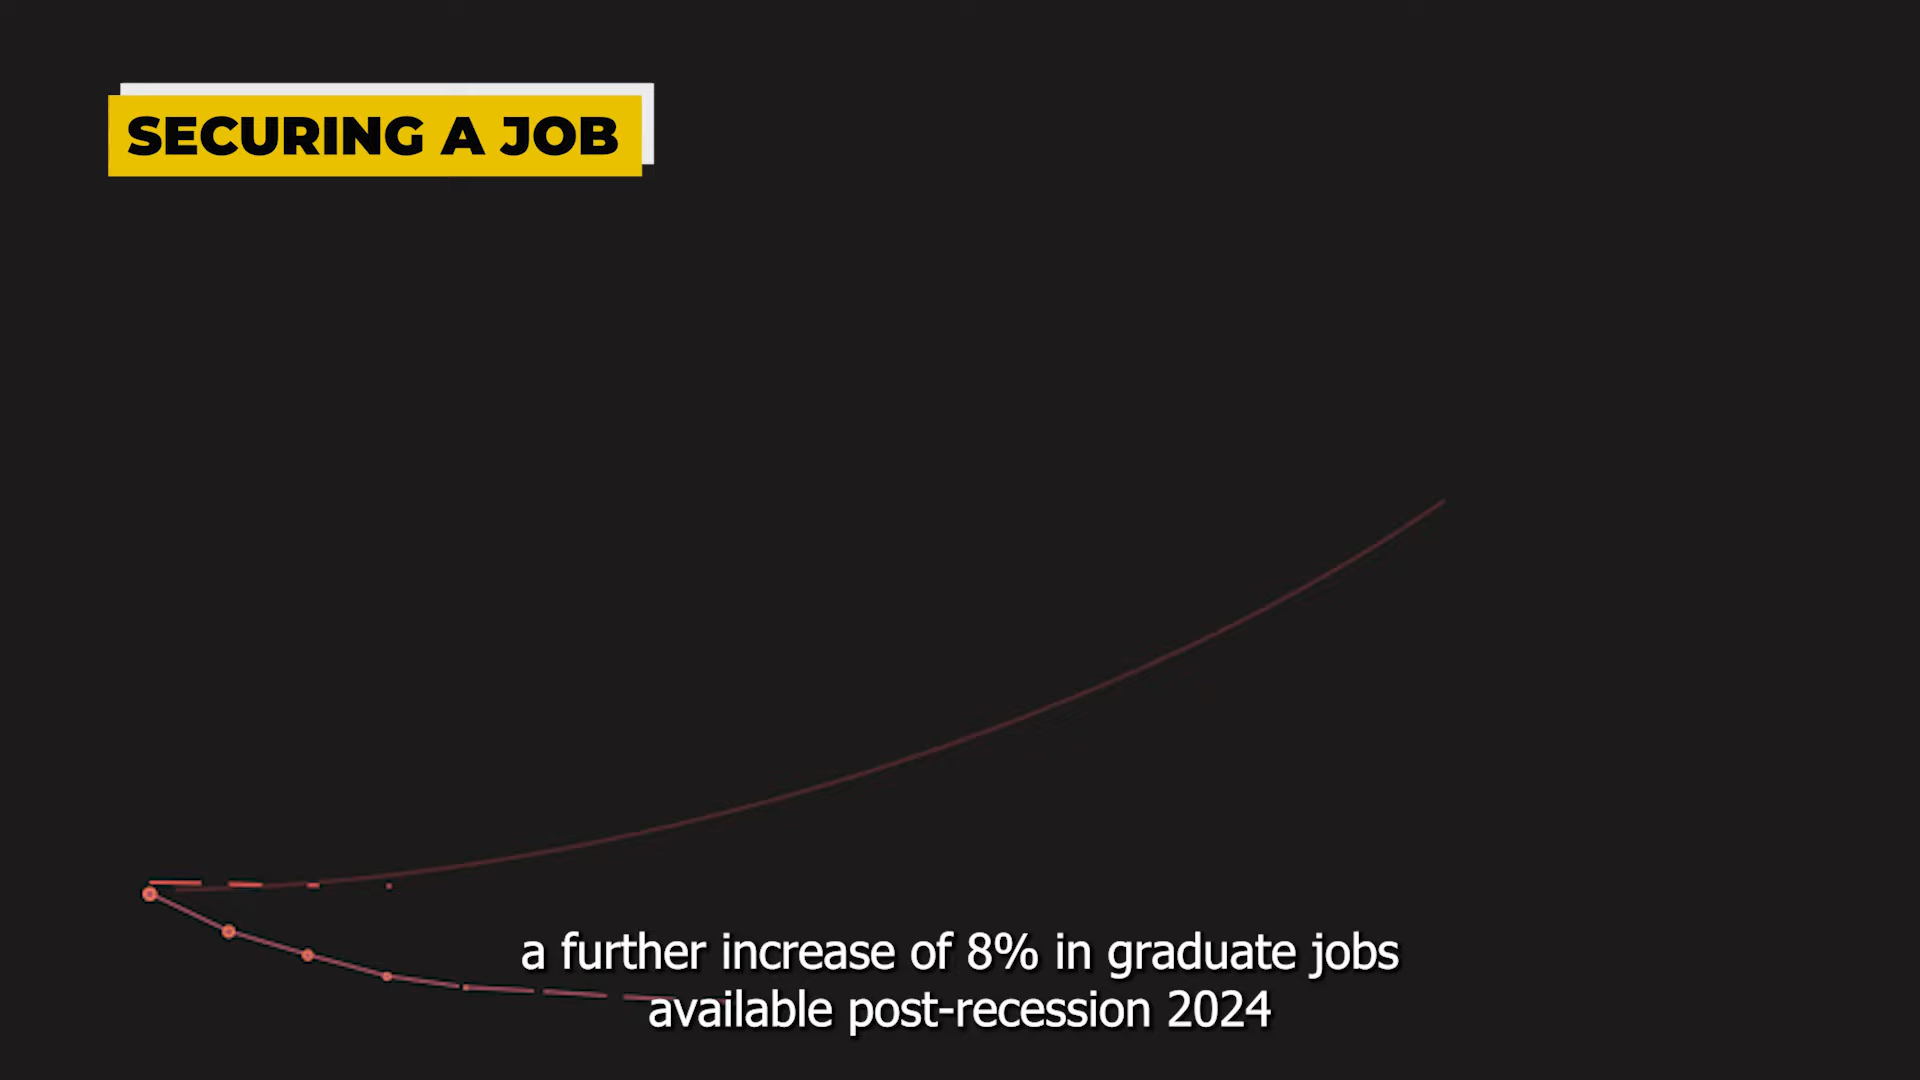 SECURING A JOB
a further increase of 8% in graduate jobs
available post-recession 2024